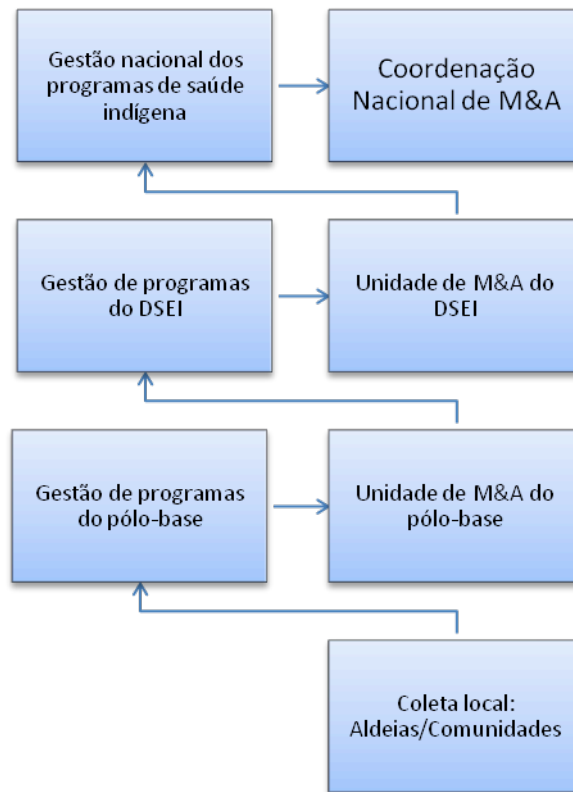 Gestão nacional dos
programas de saúde
indígena
Coordenação
Nacional de M&A
Gestão de programas
do DSEI
Unidade de M&A do
DSEI
Gestão de programas
do pólo-base
Unidade de M&A do
pólo-base
Coleta local:
Aldeias/Comunidades